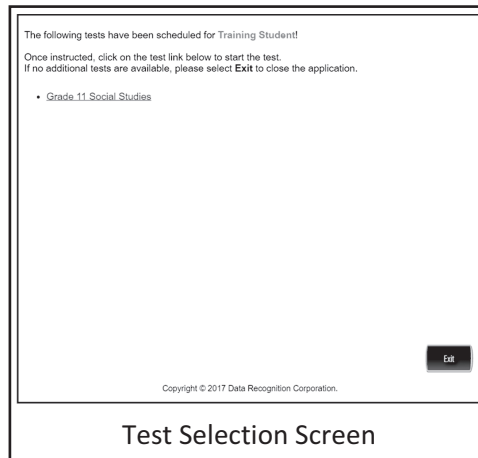 The following tests have been scheduled for Training Student!
Once instructed, click on the test link below to start the test.
If no additional tests are available, please select Exit to close the application.
• Grade 11 Social Studies
Exit
Copyright © 2017 Data Recognition Corporation.
Test Selection Screen